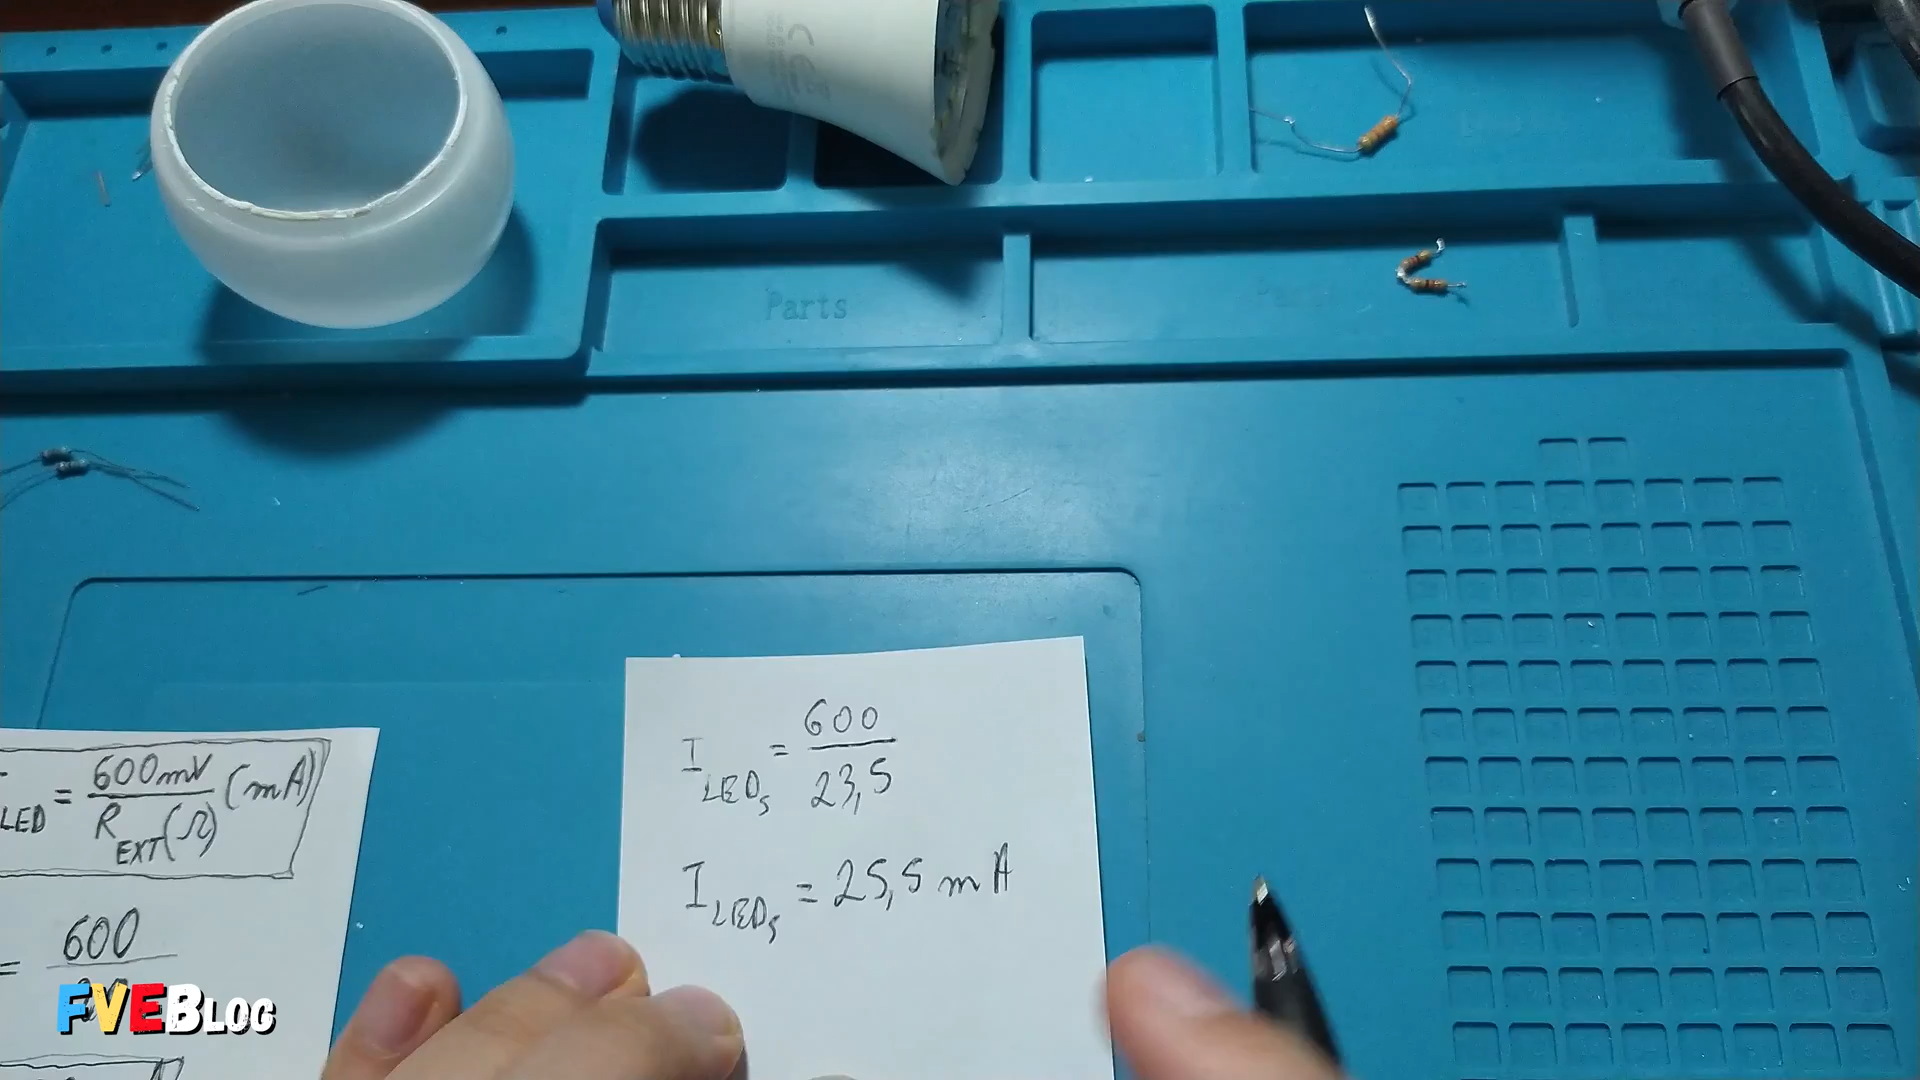 Parts
600
I LEDs = 23,5
I LEDs = 25,5 mA
LED = 600mV (mA)
R EXT(Ω)
= 600
FVEBLOG